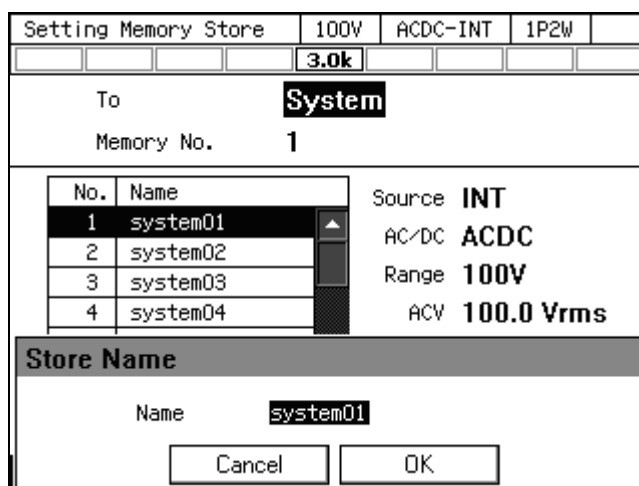 Setting Memory Store 100V ACDC-INT 1P2W
3.0k
To System
Memory No. 1
No. Name
1 system01
2 system02
3 system03
4 system04
Source INT
AC/DC ACDC
Range 100V
ACV 100.0 Vrms
Store Name
Name system01
Cancel OK